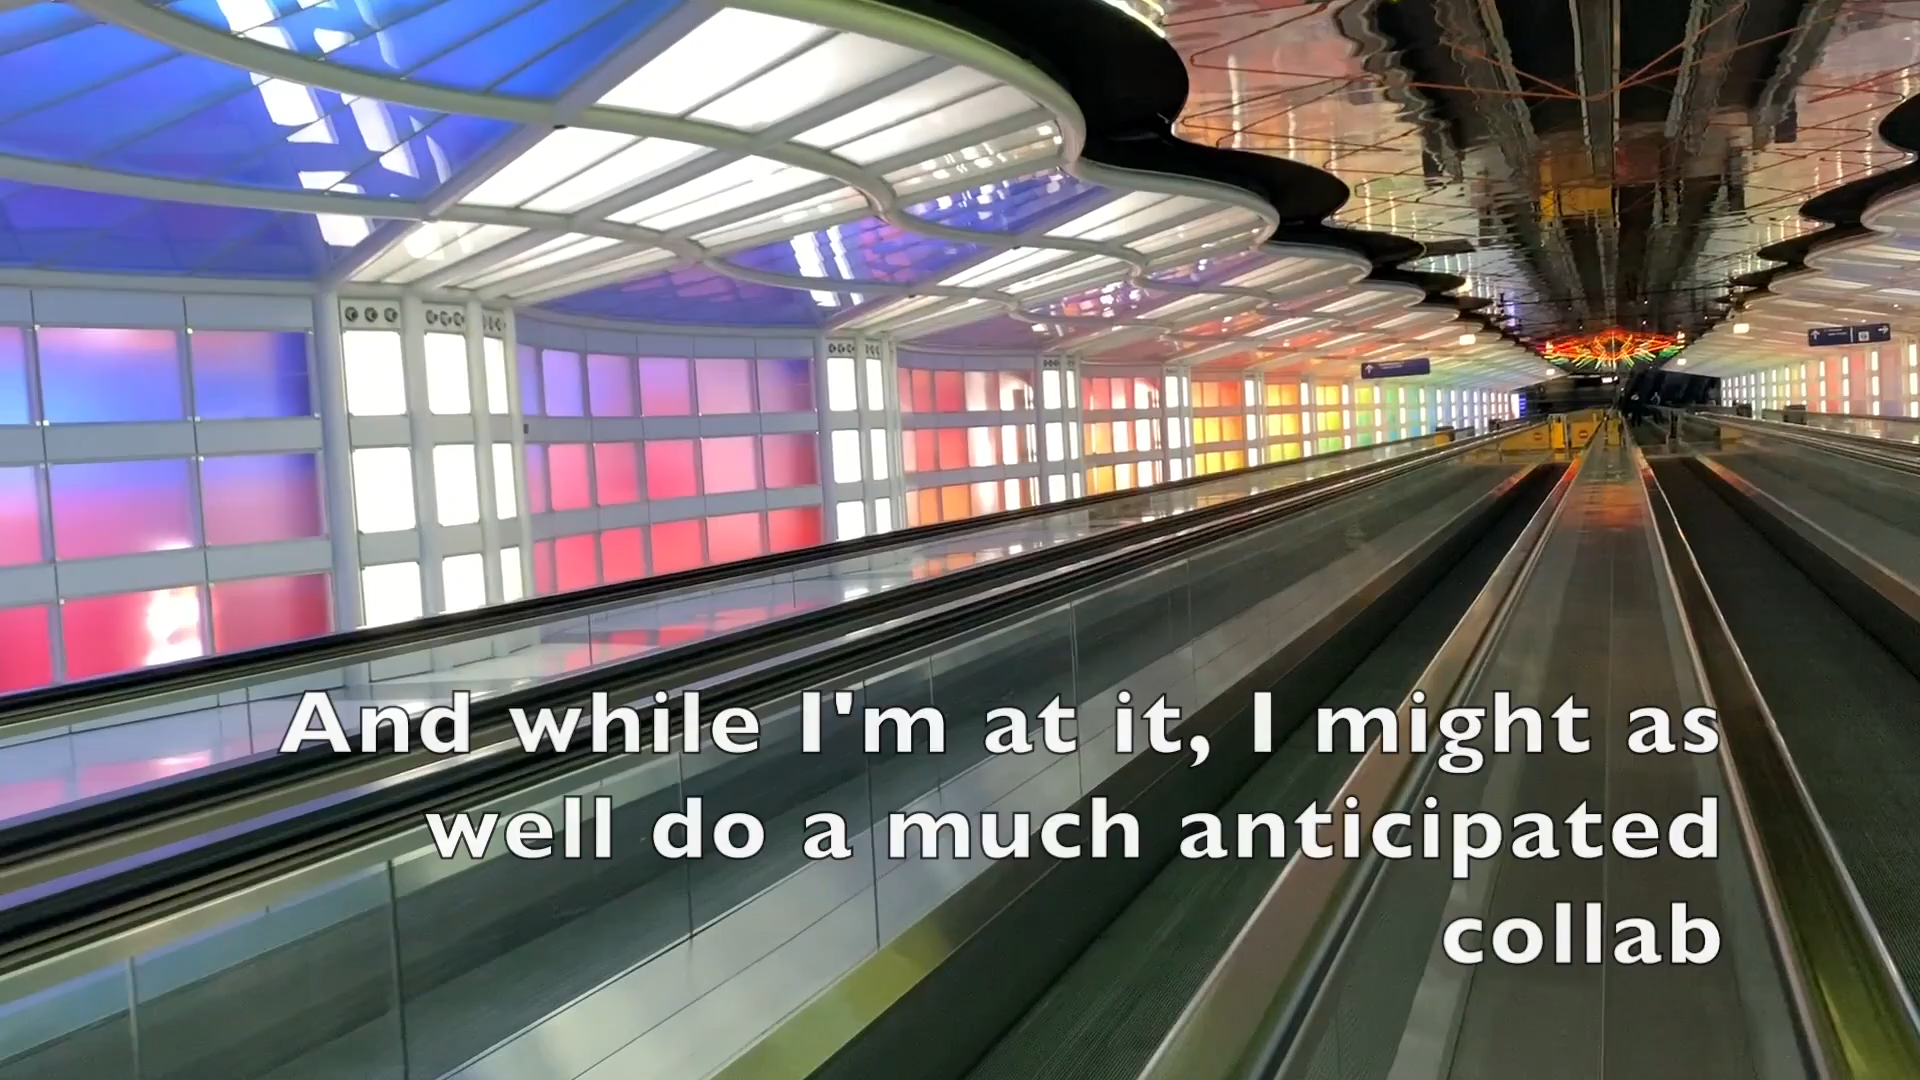 And while I'm at it, I might as
well do a much anticipated
collab